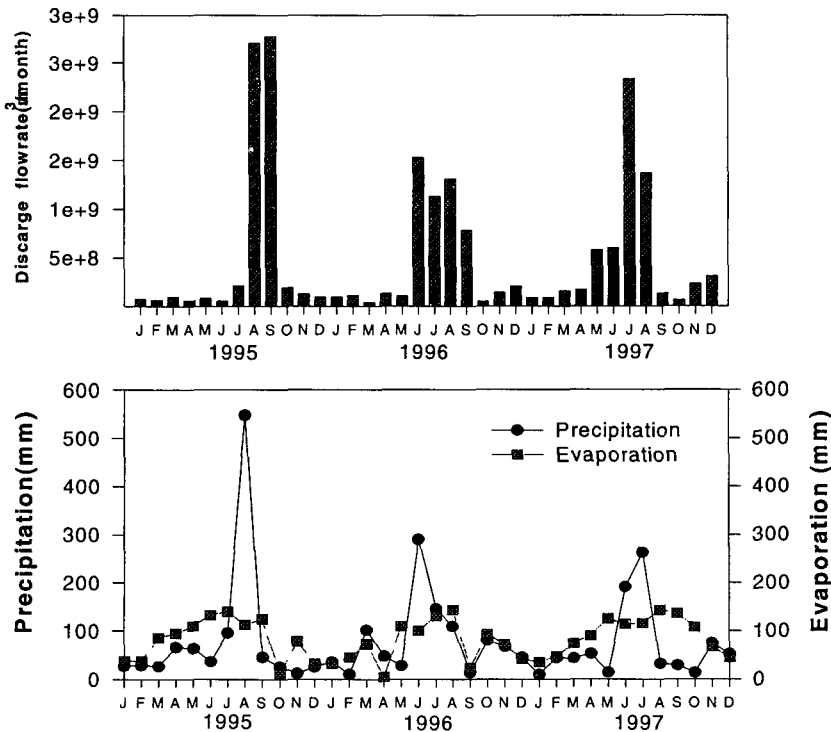 Discarge flowrate(㎥/month)
3e+9
3e+9
2e+9
2e+9
1e+9
5e+8
J F M A M J J A S O N D J F M A M J J A S O N D J F M A M J J A S O N D
1995 1996 1997
Precipitation(mm)
600
500
400
300
200
100
0
Precipitation
Evaporation
600
500
400
300
200
100
0
Evaporation (mm)
J F M A M J J A S O N D J F M A M J J A S O N D J F M A M J J A S O N D
1995 1996 1997